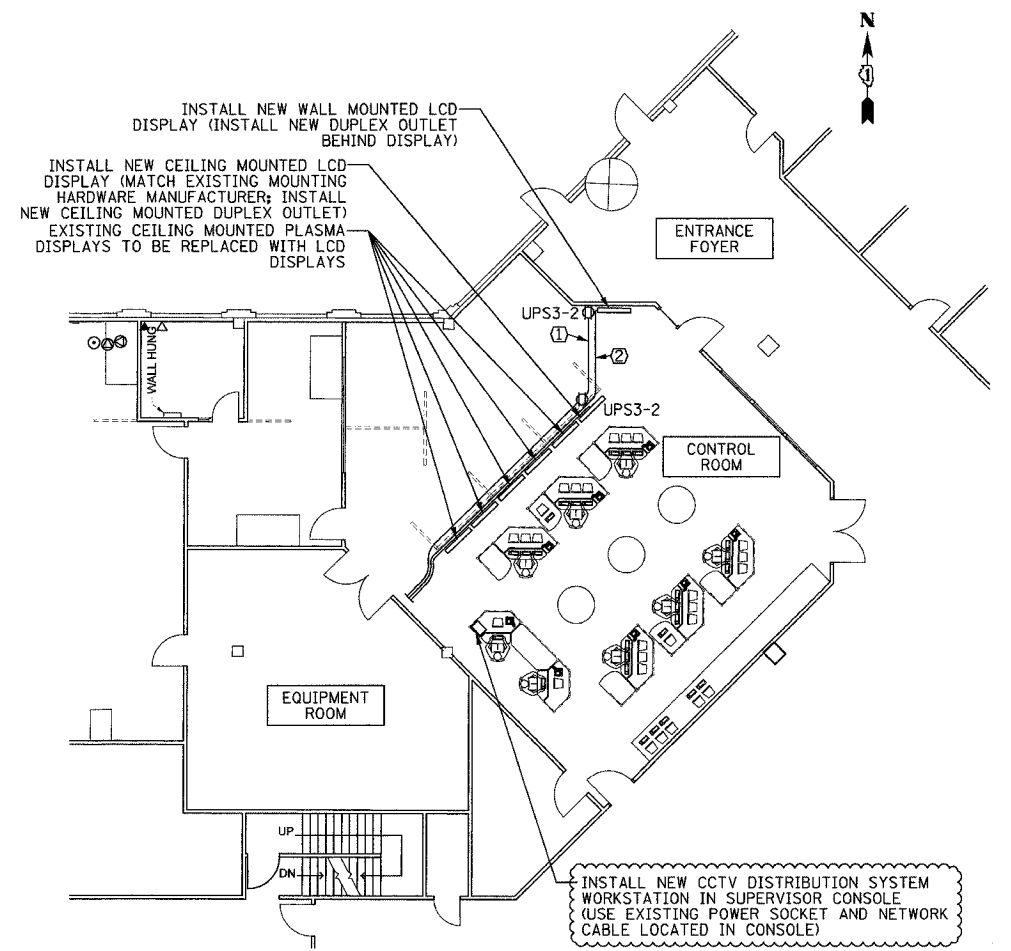 N
1
INSTALL NEW WALL MOUNTED LCD
DISPLAY (INSTALL NEW DUPLEX OUTLET
BEHIND DISPLAY)
INSTALL NEW CEILING MOUNTED LCD
DISPLAY (MATCH EXISTING MOUNTING
HARDWARE MANUFACTURER; INSTALL
NEW CEILING MOUNTED DUPLEX OUTLET)
EXISTING CEILING MOUNTED PLASMA
DISPLAYS TO BE REPLACED WITH LCD
DISPLAYS
ENTRANCE
FOYER
UPS3-2
1
2
WALL HUNG
UPS3-2
CONTROL
ROOM
EQUIPMENT
ROOM
UP
DN
INSTALL NEW CCTV DISTRIBUTION SYSTEM
WORKSTATION IN SUPERVISOR CONSOLE
(USE EXISTING POWER SOCKET AND NETWORK
CABLE LOCATED IN CONSOLE)